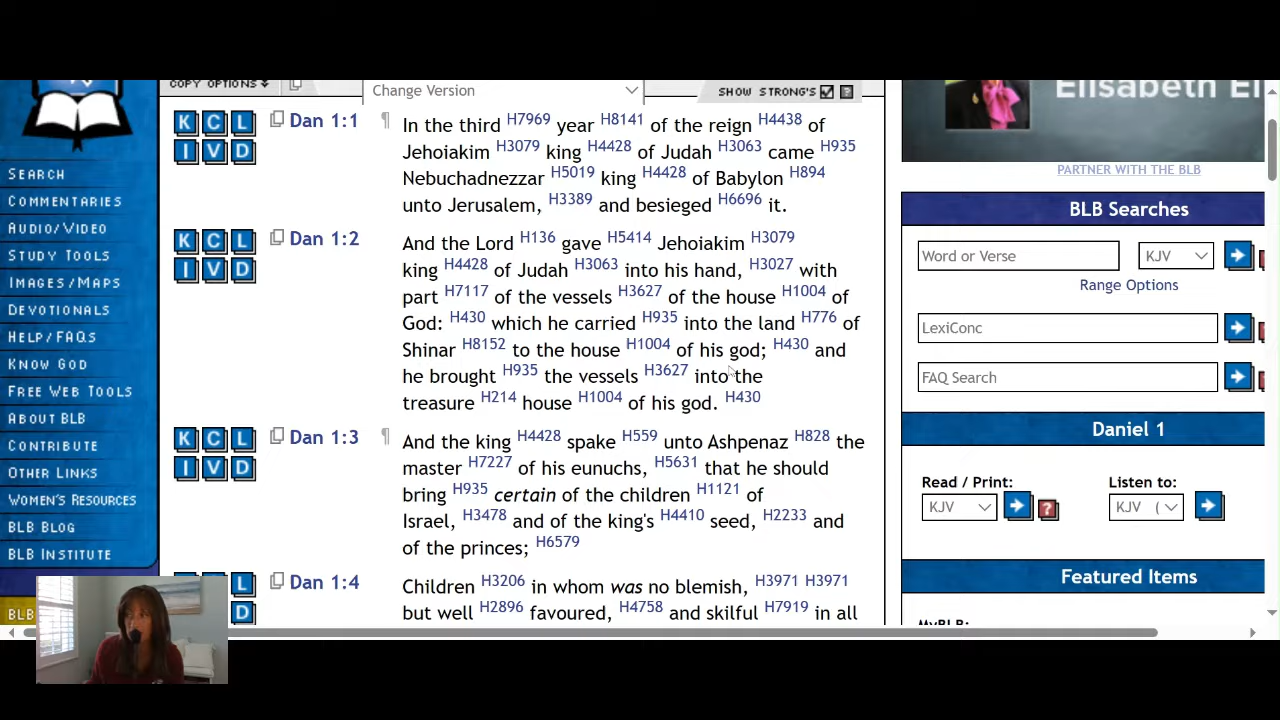 COPY OPTIONS
Change Version
SHOW STRONG'S
SEARCH
COMMENTARIES
AUDIO/VIDEO
STUDY TOOLS
IMAGES/MAPS
DEVOTIONALS
HELP/FAQS
KNOW GOD
FREE WEB TOOLS
ABOUT BLB
CONTRIBUTE
OTHER LINKS
WOMEN'S RESOURCES
BLB BLOG
BLB INSTITUTE
BLB
K C L
I V D
Dan 1:1
¶ In the third H7969 year H8141 of the reign H4438 of
Jehoiakim H3079 king H4428 of Judah H3063 came H935
Nebuchadnezzar H5019 king H4428 of Babylon H894
unto Jerusalem, H3389 and besieged H6696 it.
K C L
I V D
Dan 1:2
And the Lord H136 gave H5414 Jehoiakim H3079
king H4428 of Judah H3063 into his hand, H3027 with
part H7117 of the vessels H3627 of the house H1004 of
God: H430 which he carried H935 into the land H776 of
Shinar H8152 to the house H1004 of his god; H430 and
he brought H935 the vessels H3627 into the
treasure H214 house H1004 of his god. H430
K C L
I V D
Dan 1:3
¶ And the king H4428 spake H559 unto Ashpenaz H828 the
master H7227 of his eunuchs, H5631 that he should
bring H935 certain of the children H1121 of
Israel, H3478 and of the king's H4410 seed, H2233 and
of the princes; H6579
L
D
Dan 1:4
Children H3206 in whom was no blemish, H3971 H3971
but well H2896 favoured, H4758 and skilful H7919 in all
Elisabeth El
PARTNER WITH THE BLB
BLB Searches
Word or Verse KJV
Range Options
LexiConc
FAQ Search
Daniel 1
Read / Print: Listen to:
KJV ? KJV (
Featured Items
MyBLB: